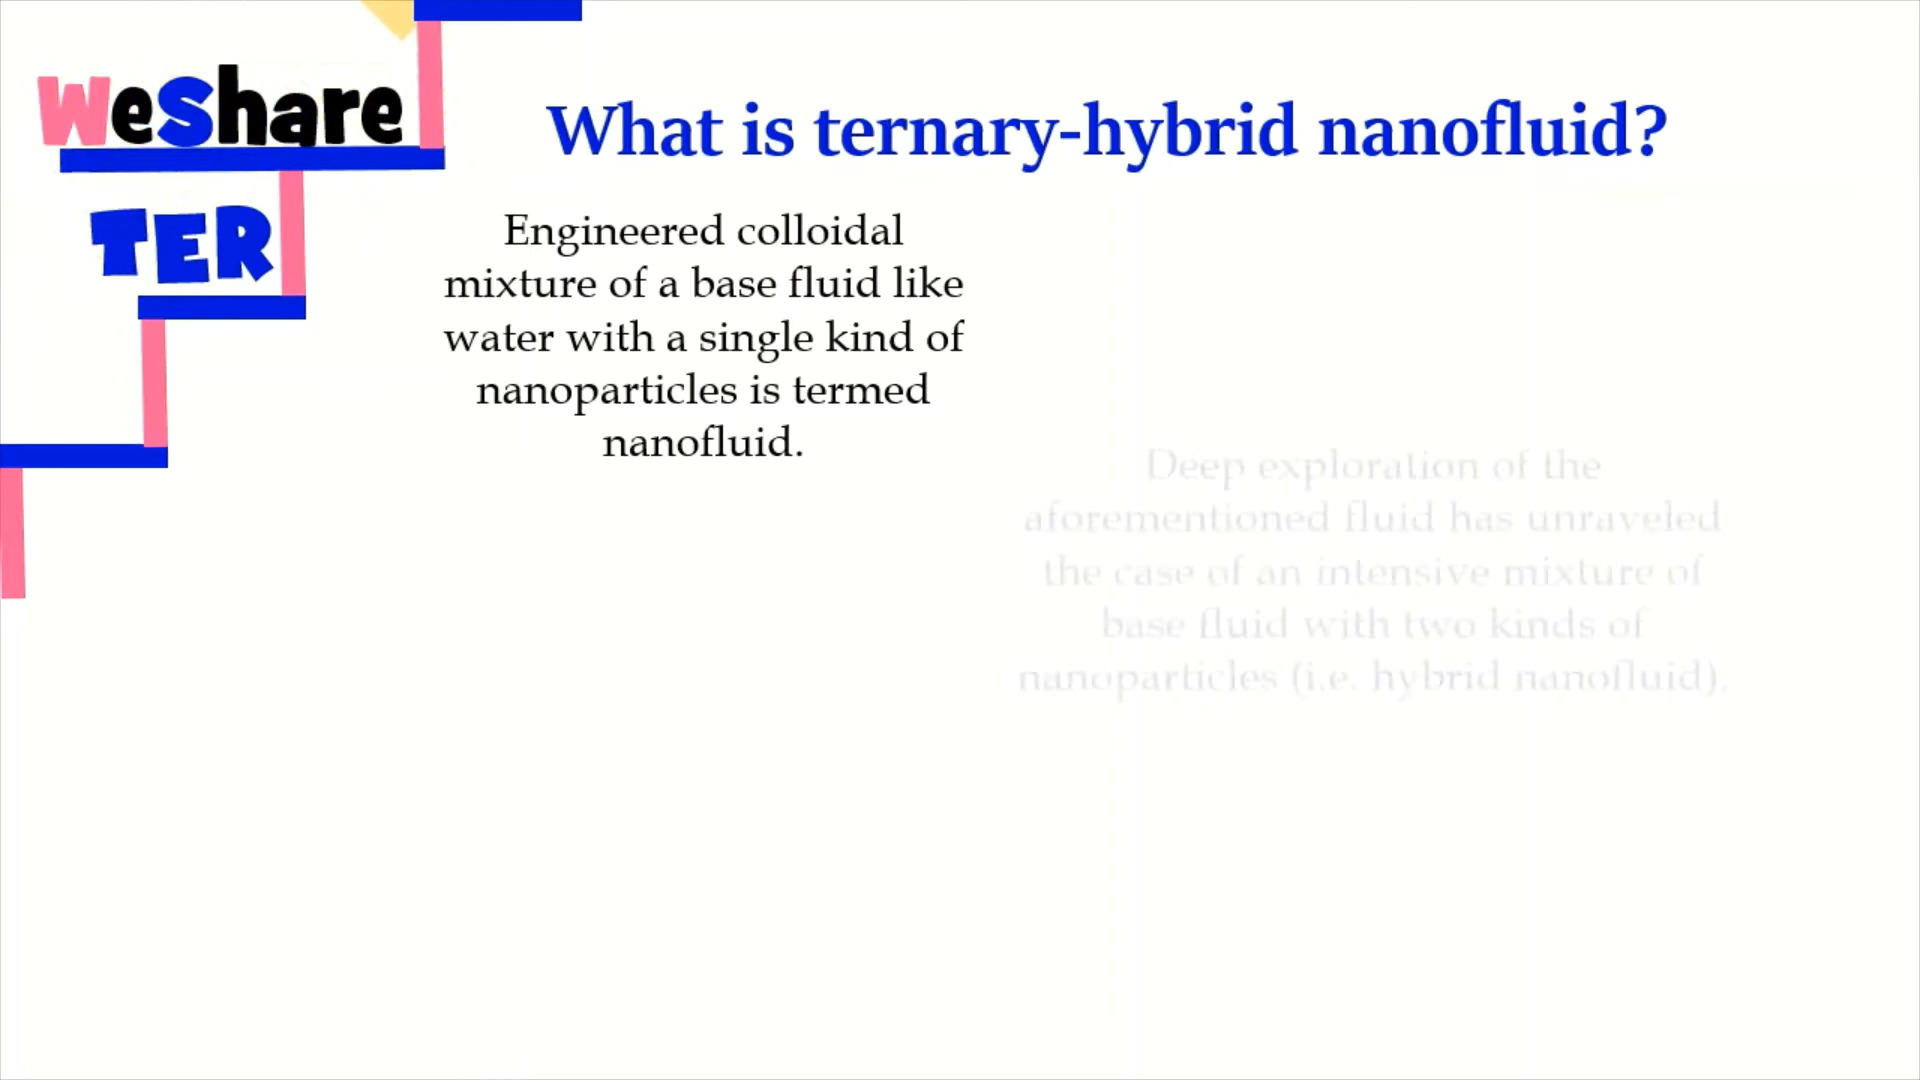 WeShare
TER
What is ternary-hybrid nanofluid?
Engineered colloidal
mixture of a base fluid like
water with a single kind of
nanoparticles is termed
nanofluid.
Deep exploration of the
aforementioned fluid has unraveled
the case of an intensive mixture of
base fluid with two kinds of
nanoparticles (i.e. hybrid nanofluid).